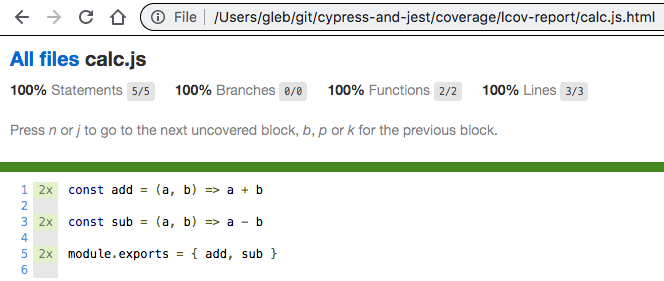 File | /Users/gleb/git/cypress-and-jest/coverage/lcov-report/calc.js.html
All files calc.js
100% Statements 5/5 100% Branches 0/0 100% Functions 2/2 100% Lines 3/3
Press n or j to go to the next uncovered block, b, p or k for the previous block.
1 2x const add = (a, b) => a + b
2
3 2x const sub = (a, b) => a - b
4
5 2x module.exports = { add, sub }
6